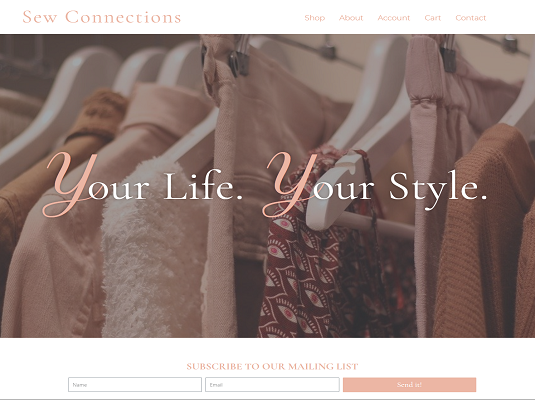 Sew Connections
Shop About Account Cart Contact
Your Life. Your Style.
SUBSCRIBE TO OUR MAILING LIST
Name Email Send it!